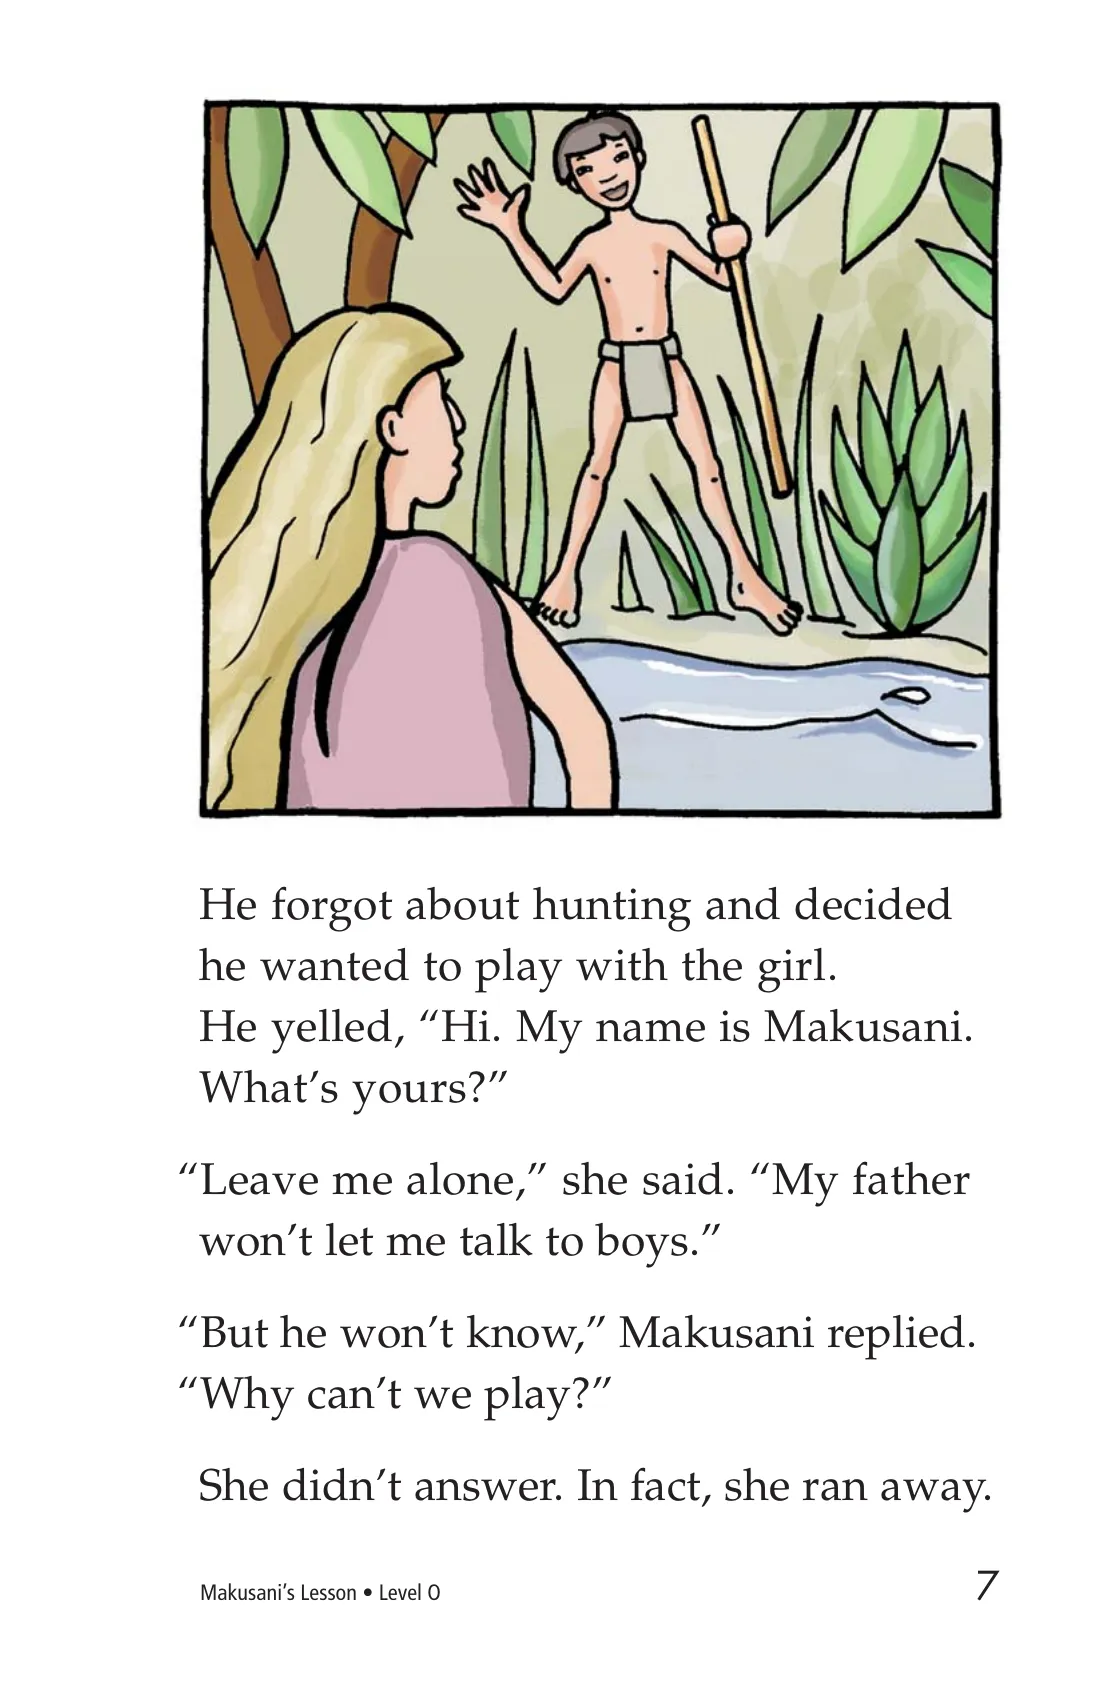 He forgot about hunting and decided
he wanted to play with the girl.
He yelled, “Hi. My name is Makusani.
What’s yours?”
“Leave me alone,” she said. “My father
won’t let me talk to boys.”
“But he won’t know,” Makusani replied.
“Why can’t we play?”
She didn’t answer. In fact, she ran away.
Makusani’s Lesson • Level O
7